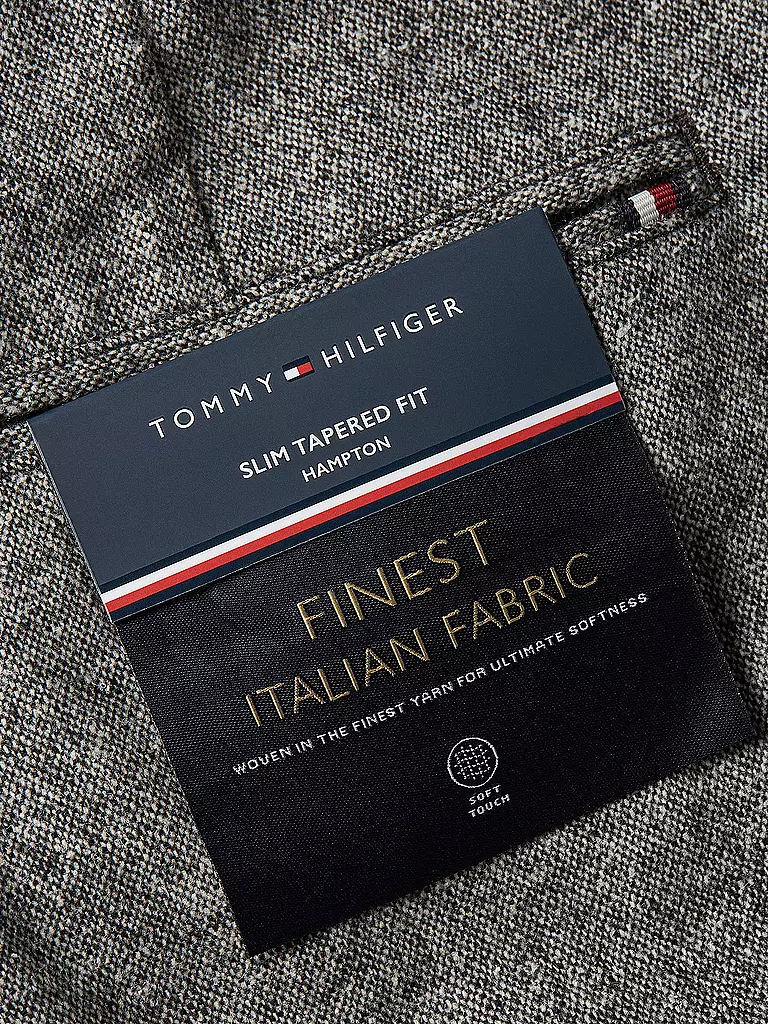 TOMMY HILFIGER
SLIM TAPERED FIT
HAMPTON
FINEST
ITALIAN FABRIC
WOVEN IN THE FINEST YARN FOR ULTIMATE SOFTNESS
SOFT
TOUCH